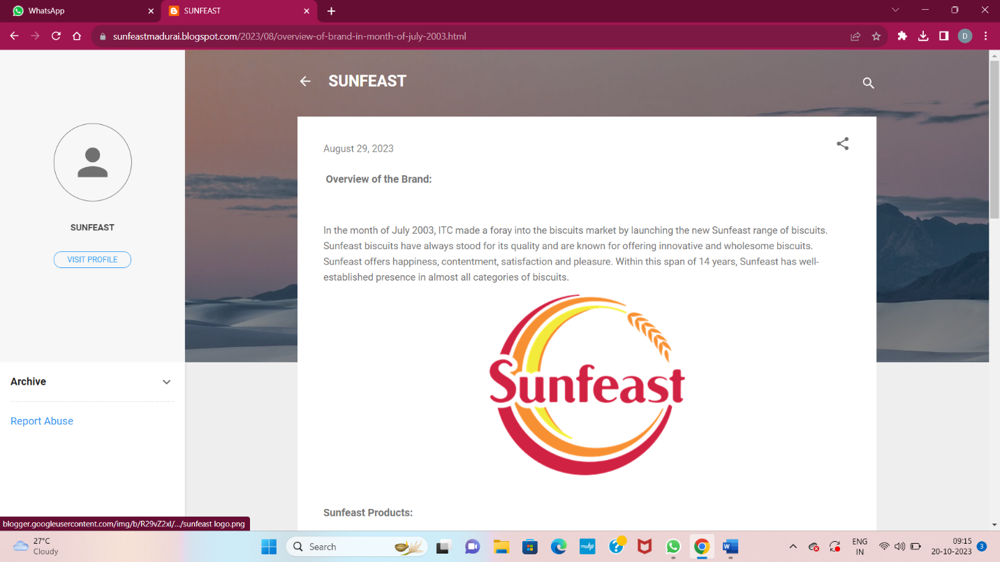 WhatsApp
SUNFEAST
sunfeastmadurai.blogspot.com/2023/08/overview-of-brand-in-month-of-july-2003.html
D
SUNFEAST
August 29, 2023
Overview of the Brand:
In the month of July 2003, ITC made a foray into the biscuits market by launching the new Sunfeast range of biscuits.
Sunfeast biscuits have always stood for its quality and are known for offering innovative and wholesome biscuits.
Sunfeast offers happiness, contentment, satisfaction and pleasure. Within this span of 14 years, Sunfeast has well-
established presence in almost all categories of biscuits.
Sunfeast
Sunfeast Products:
SUNFEAST
VISIT PROFILE
Archive
Report Abuse
blogger.googleusercontent.com/img/b/R29vZ2xl/.../sunfeast logo.png
27°C
Cloudy
Search
myhp
ENG
IN
09:15
20-10-2023
3